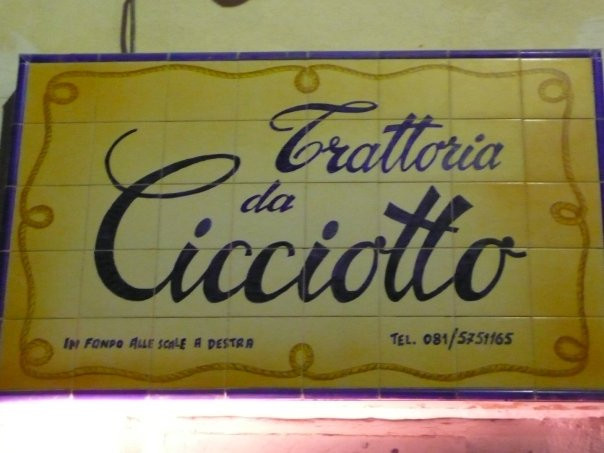 Trattoria
da
Cicciotto
IN FONDO ALLE SCALE A DESTRA
TEL. 081/5751165